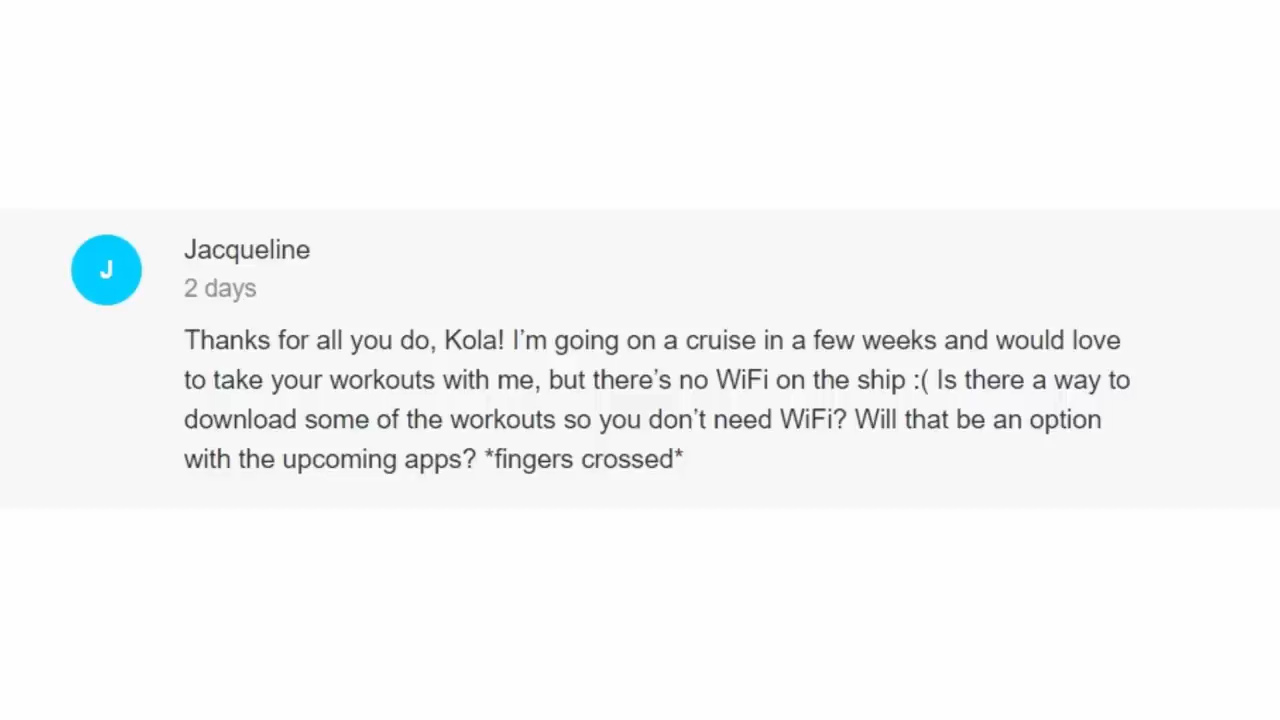 J
Jacqueline
2 days
Thanks for all you do, Kola! I’m going on a cruise in a few weeks and would love
to take your workouts with me, but there’s no WiFi on the ship :( Is there a way to
download some of the workouts so you don’t need WiFi? Will that be an option
with the upcoming apps? *fingers crossed*